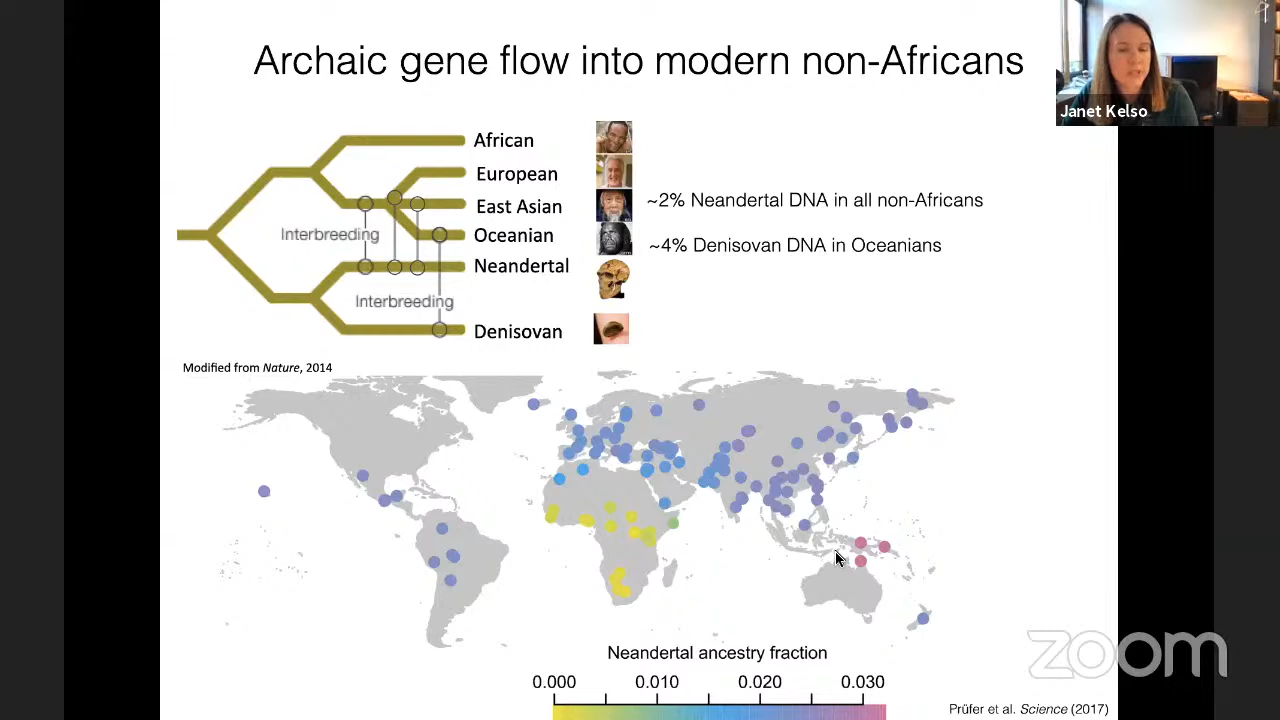 Archaic gene flow into modern non-Africans
Janet Kelso
African
European
East Asian
Oceanian
Neandertal
Denisovan
Interbreeding
Interbreeding
~2% Neandertal DNA in all non-Africans
~4% Denisovan DNA in Oceanians
Modified from Nature, 2014
Neandertal ancestry fraction
0.000 0.010 0.020 0.030
Prüfer et al. Science (2017)
zoom